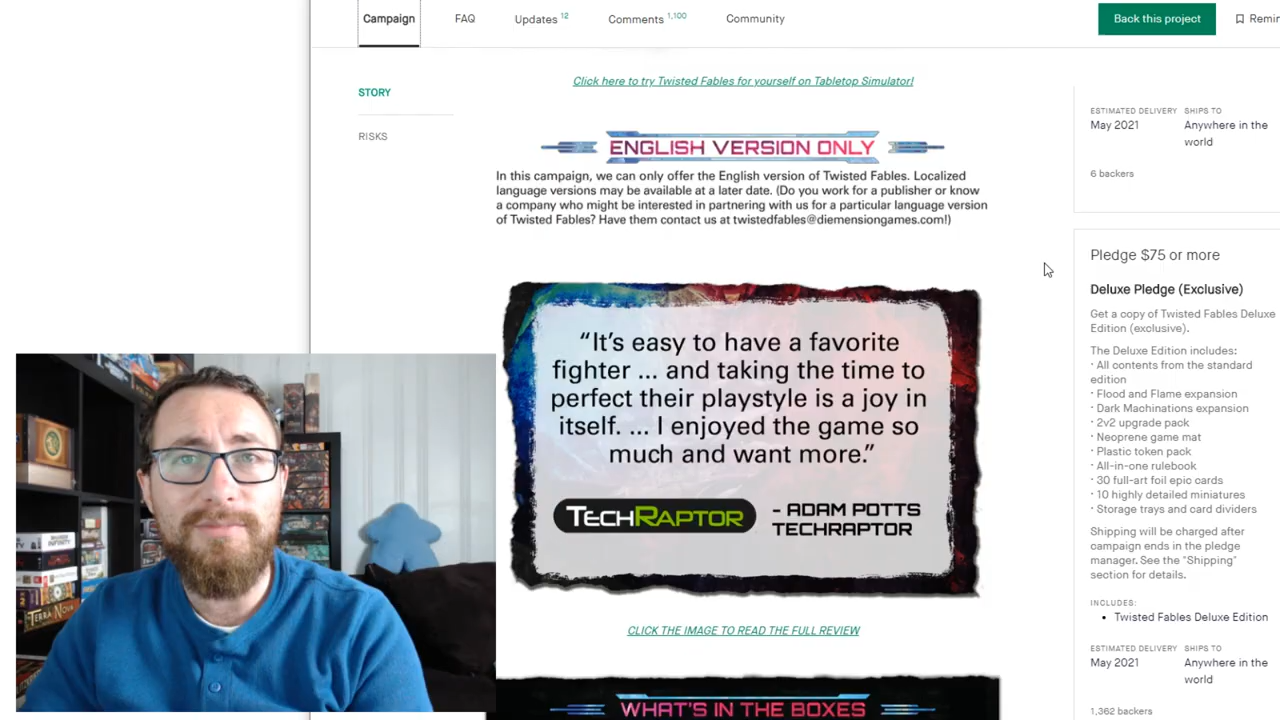 Campaign
FAQ
Updates 12
Comments 1,100
Community
Back this project
Remin
STORY
RISKS
Click here to try Twisted Fables for yourself on Tabletop Simulator!
ENGLISH VERSION ONLY
In this campaign, we can only offer the English version of Twisted Fables. Localized
language versions may be available at a later date. (Do you work for a publisher or know
a company who might be interested in partnering with us for a particular language version
of Twisted Fables? Have them contact us at twistedfables@diemensiongames.com!)
“It’s easy to have a favorite
fighter ... and taking the time to
perfect their playstyle is a joy in
itself. ... I enjoyed the game so
much and want more.”
TECHRAPTOR
- ADAM POTTS
TECHRAPTOR
CLICK THE IMAGE TO READ THE FULL REVIEW
WHAT'S IN THE BOXES
ESTIMATED DELIVERY
May 2021
SHIPS TO
Anywhere in the
world
6 backers
Pledge $75 or more
Deluxe Pledge (Exclusive)
Get a copy of Twisted Fables Deluxe
Edition (exclusive).
The Deluxe Edition includes:
· All contents from the standard
edition
· Flood and Flame expansion
· Dark Machinations expansion
· 2v2 upgrade pack
· Neoprene game mat
· Plastic token pack
· All-in-one rulebook
· 30 full-art foil epic cards
· 10 highly detailed miniatures
· Storage trays and card dividers
Shipping will be charged after
campaign ends in the pledge
manager. See the "Shipping"
section for details.
INCLUDES:
• Twisted Fables Deluxe Edition
ESTIMATED DELIVERY
May 2021
SHIPS TO
Anywhere in the
world
1,362 backers
TERRA NOVA